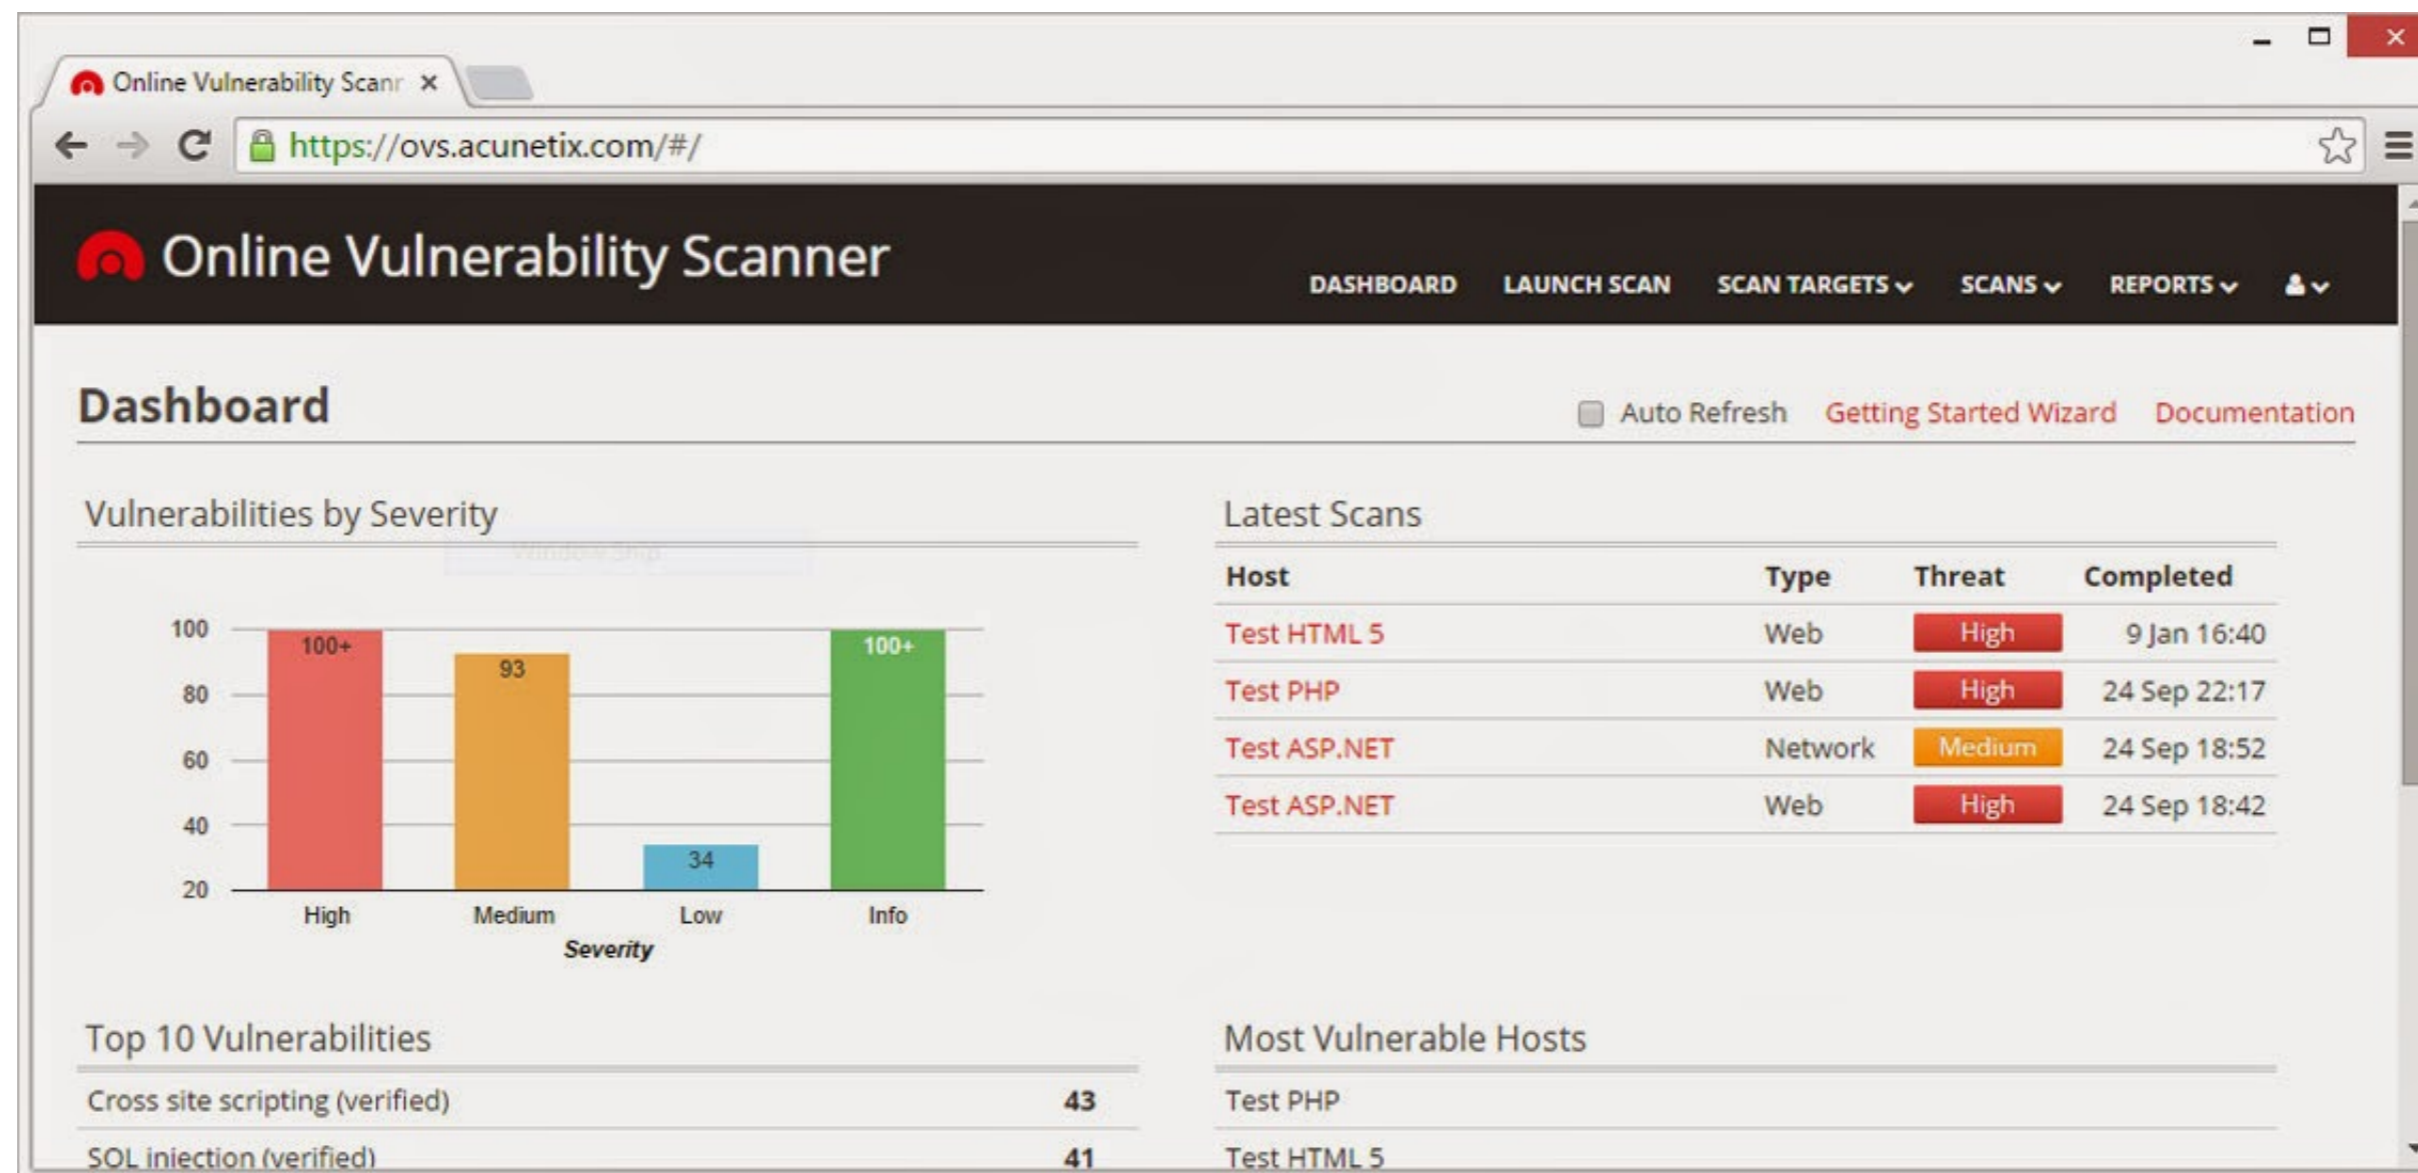 Online Vulnerability Scanr
https://ovs.acunetix.com/#/
Online Vulnerability Scanner
DASHBOARD LAUNCH SCAN SCAN TARGETS SCANS REPORTS
Dashboard
Auto Refresh Getting Started Wizard Documentation
Vulnerabilities by Severity
Window Snip
100
80
60
40
20
100+
93
34
100+
High Medium Low Info
Severity
Latest Scans
Host Type Threat Completed
Test HTML 5 Web High 9 Jan 16:40
Test PHP Web High 24 Sep 22:17
Test ASP.NET Network Medium 24 Sep 18:52
Test ASP.NET Web High 24 Sep 18:42
Top 10 Vulnerabilities
Cross site scripting (verified) 43
SQL injection (verified) 41
Most Vulnerable Hosts
Test PHP
Test HTML 5